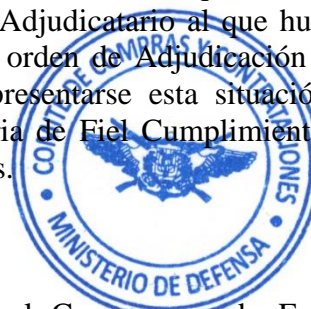 Adjudicatario al que hu
orden de Adjudicación
presentarse esta situació
ia de Fiel Cumplimient
s.
COMITÉ DE COMPRAS Y CONTRATACIONES
MINISTERIO DE DEFENSA